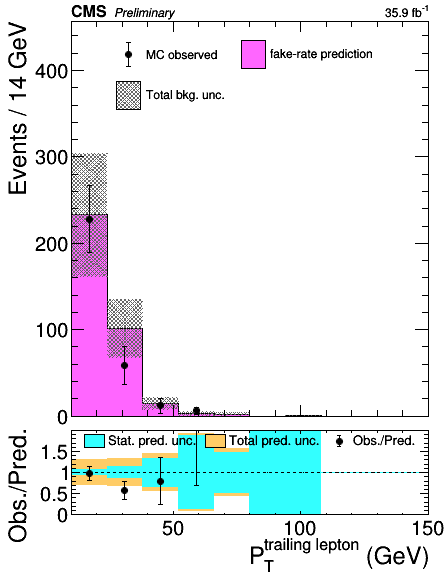 CMS Preliminary 35.9 fb-1
MC observed fake-rate prediction
Total bkg. unc.
Events / 14 GeV
400
300
200
100
0
Stat. pred. unc. Total pred. unc. Obs./Pred.
Obs./Pred.
1.5
1
0.5
0
50 100 150
PT trailing lepton (GeV)